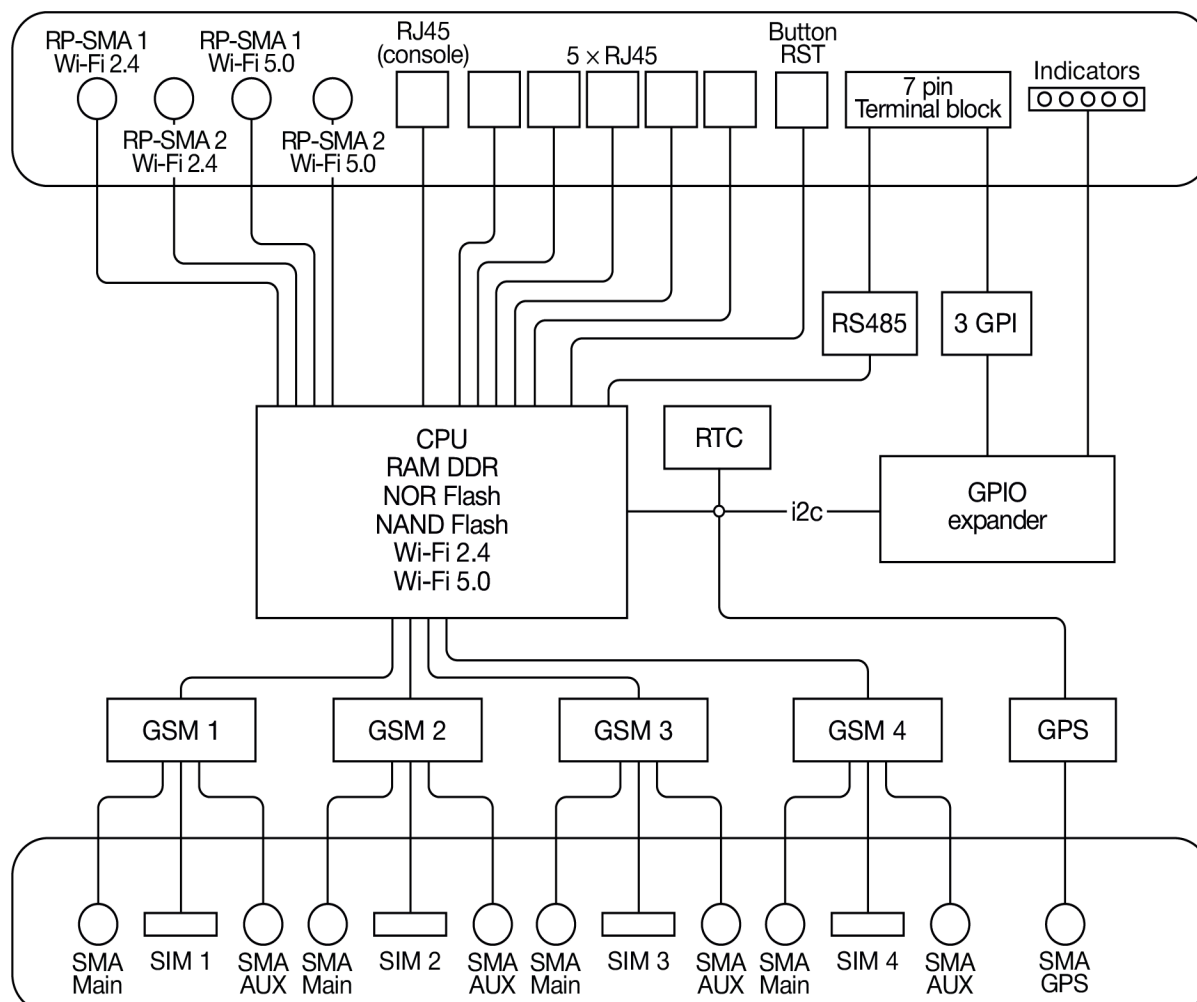 RP-SMA 1
Wi-Fi 2.4
RP-SMA 1
Wi-Fi 5.0
RJ45
(console)
5 × RJ45
Button
RST
7 pin
Terminal block
Indicators
RP-SMA 2
Wi-Fi 2.4
RP-SMA 2
Wi-Fi 5.0
RS485
3 GPI
CPU
RAM DDR
NOR Flash
NAND Flash
Wi-Fi 2.4
Wi-Fi 5.0
RTC
i2c
GPIO
expander
GSM 1
GSM 2
GSM 3
GSM 4
GPS
SMA
Main
SIM 1
SMA
AUX
SMA
Main
SIM 2
SMA
AUX
SMA
Main
SIM 3
SMA
AUX
SMA
Main
SIM 4
SMA
AUX
SMA
GPS